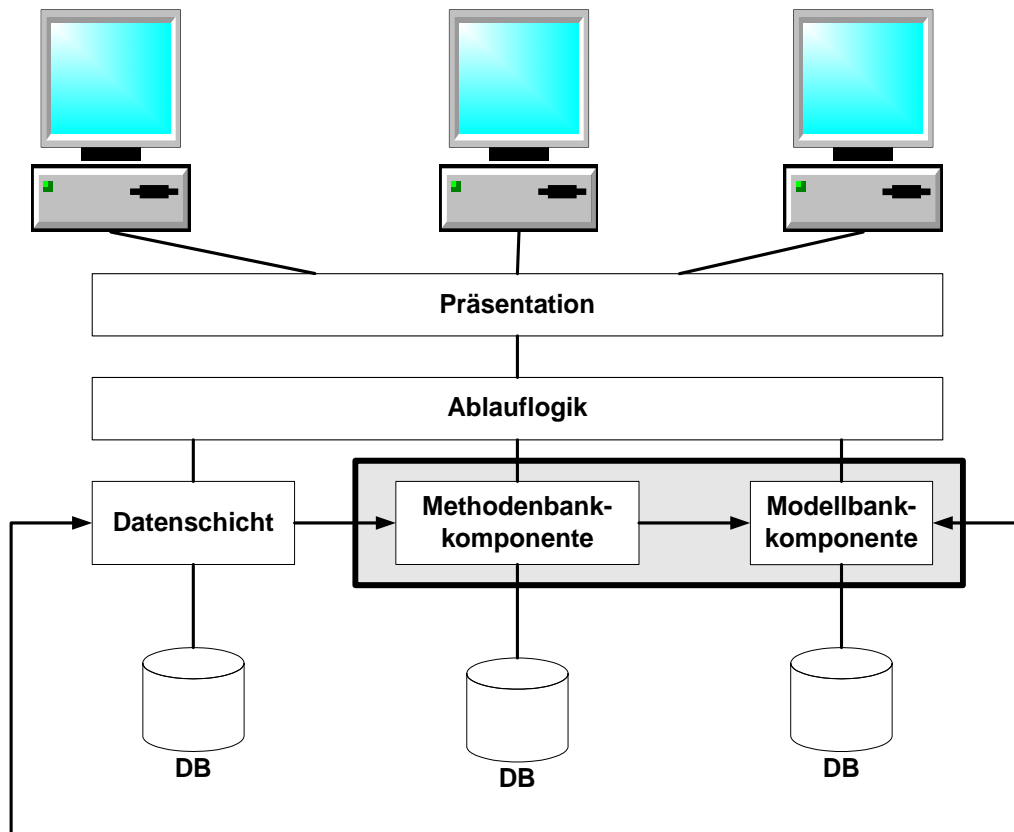 Präsentation
Ablauflogik
Datenschicht
Methodenbank-
komponente
Modellbank-
komponente
DB
DB
DB